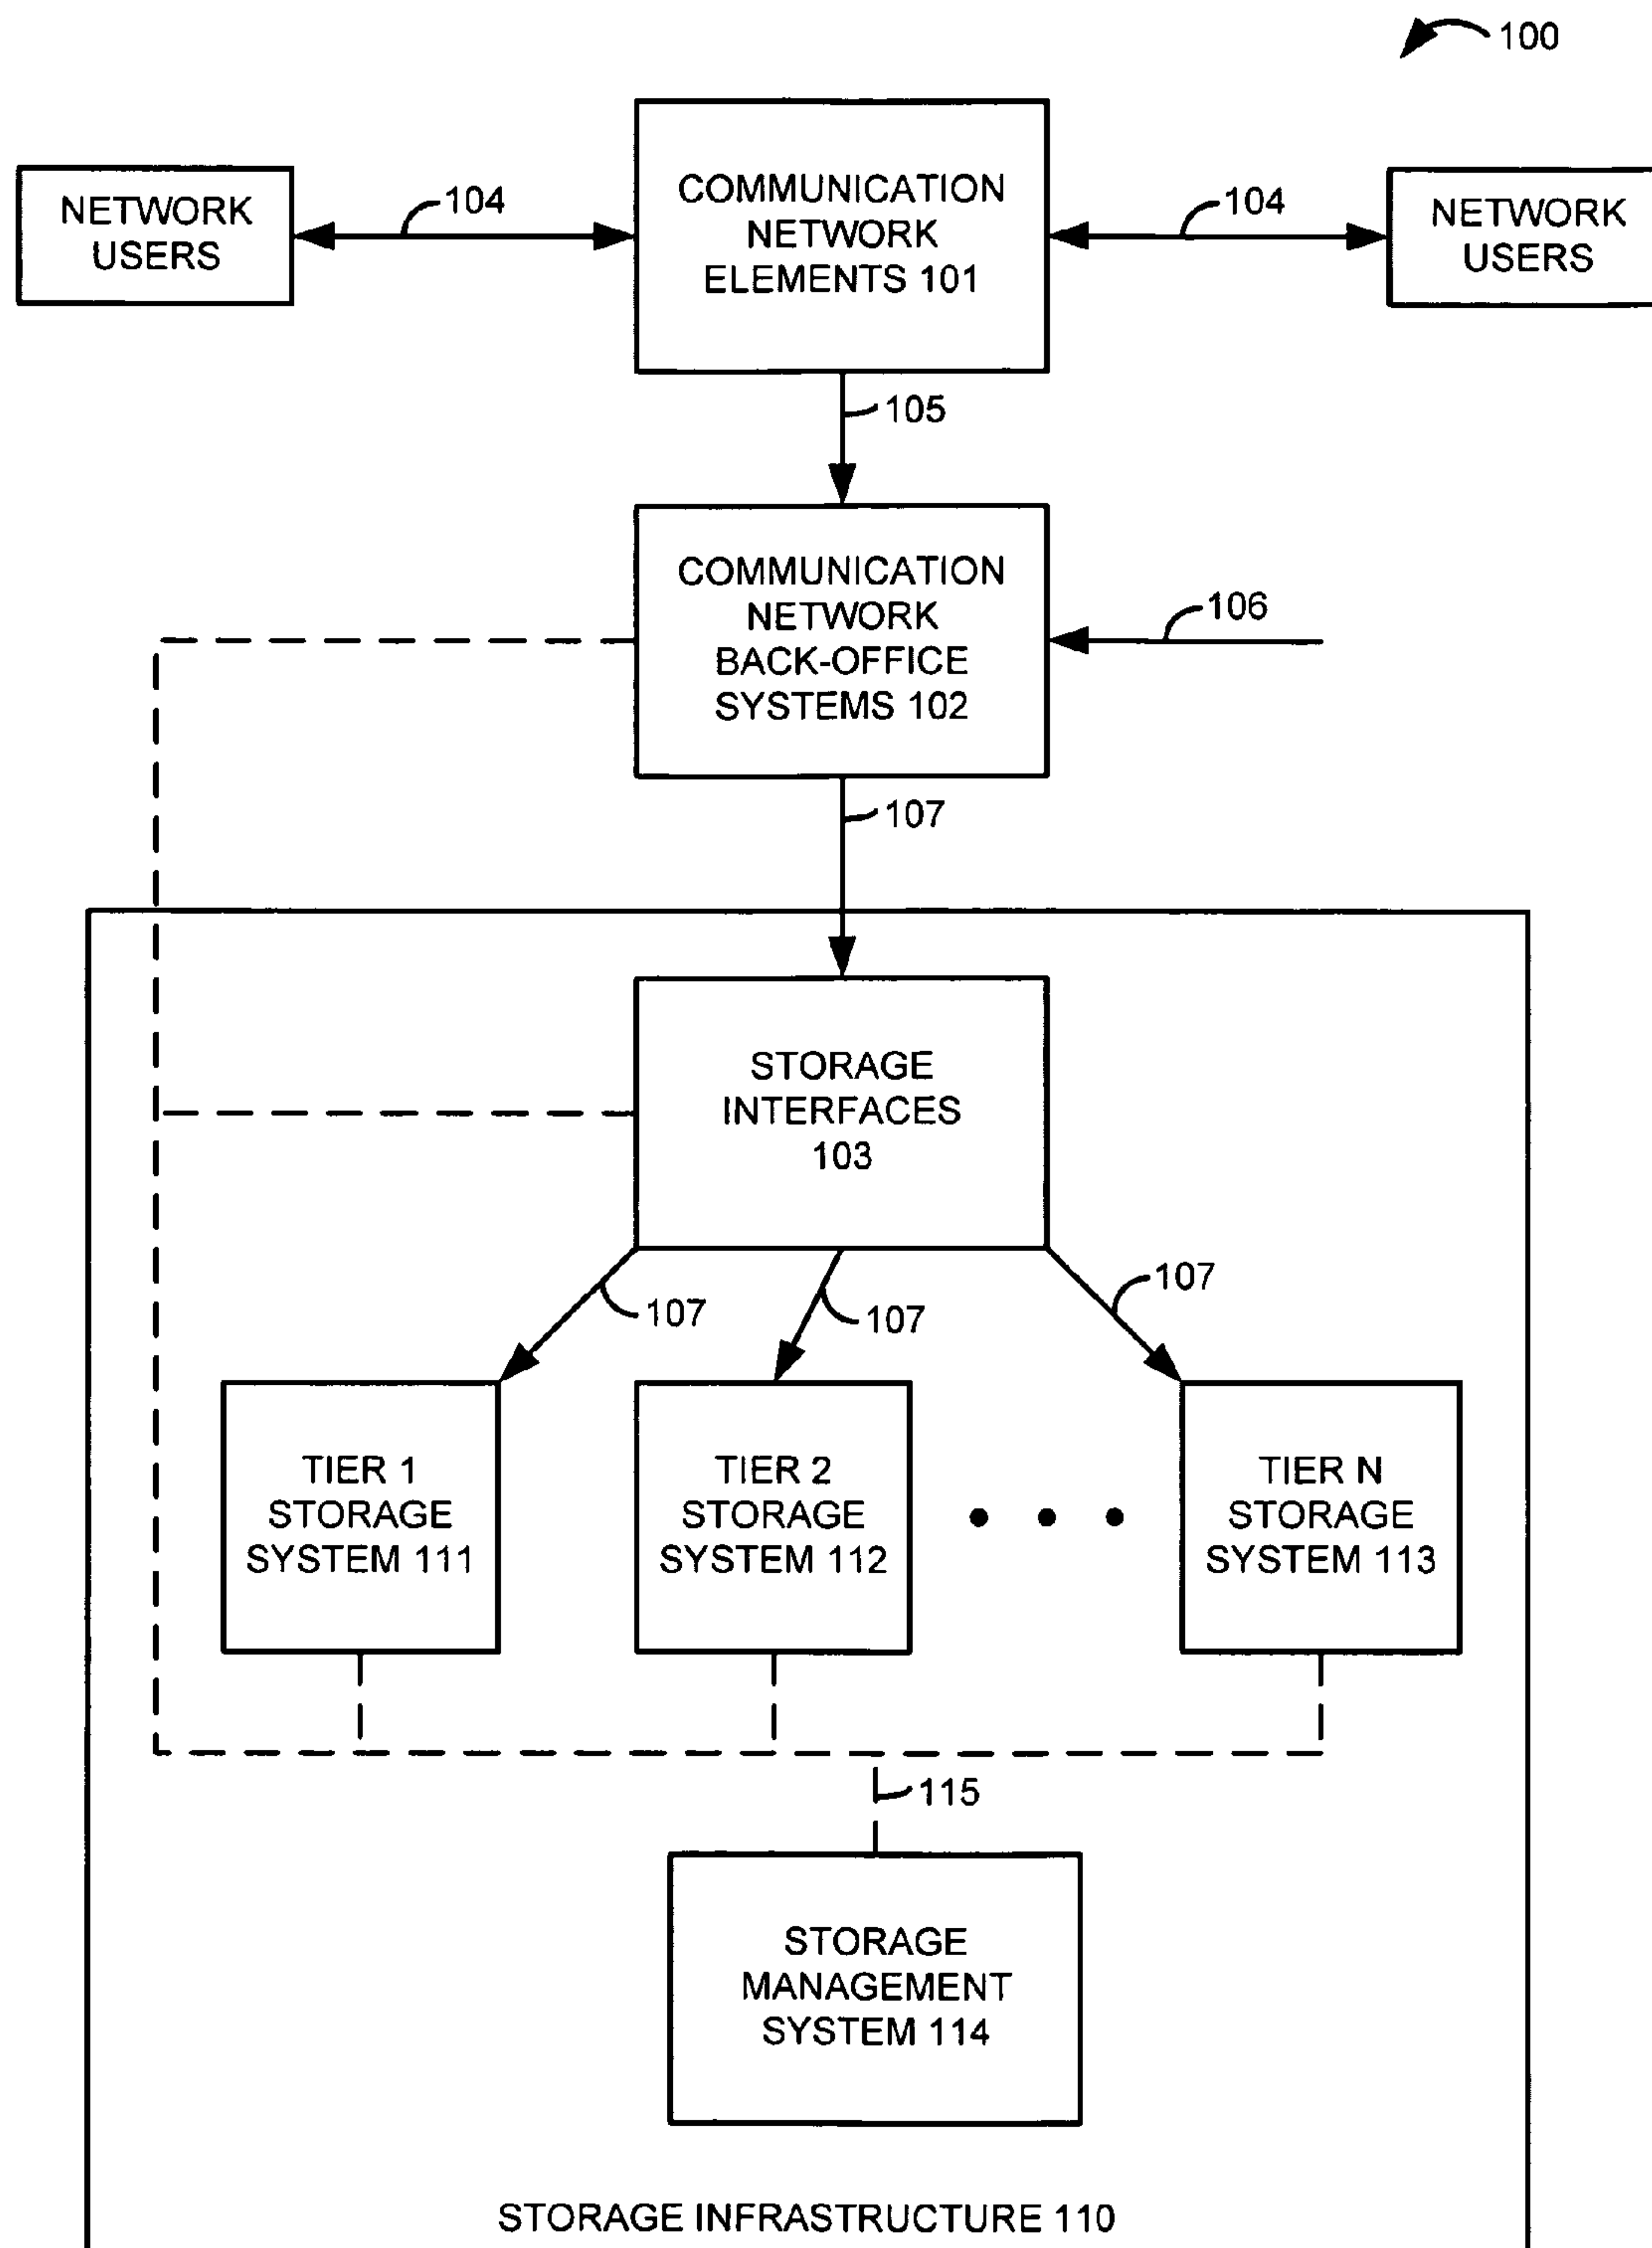 100
COMMUNICATION
NETWORK
ELEMENTS 101
NETWORK
USERS
104
104
NETWORK
USERS
105
COMMUNICATION
NETWORK
BACK-OFFICE
SYSTEMS 102
106
107
STORAGE
INTERFACES
103
107
107
107
TIER 1
STORAGE
SYSTEM 111
TIER 2
STORAGE
SYSTEM 112
TIER N
STORAGE
SYSTEM 113
115
STORAGE
MANAGEMENT
SYSTEM 114
STORAGE INFRASTRUCTURE 110